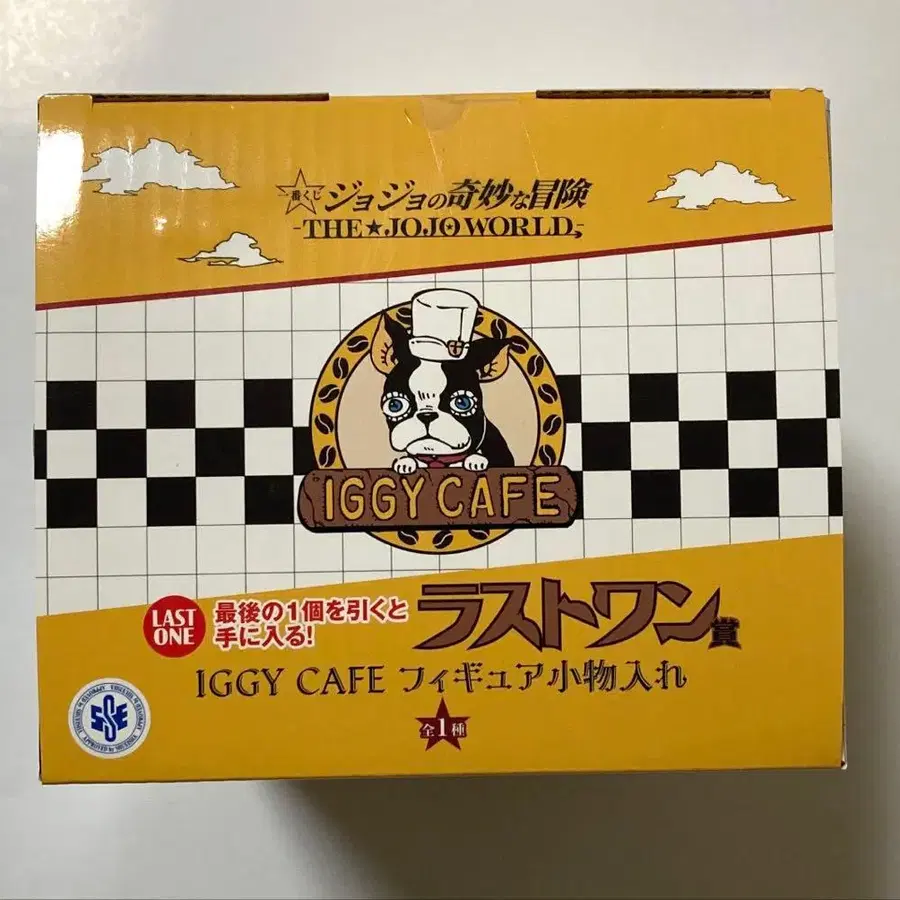 一番くじ
ジョジョの奇妙な冒険
-THE★JOJO WORLD-
IGGY CAFE
LAST
ONE
最後の1個を引くと
手に入る!
ラストワン賞
IGGY CAFE フィギュア小物入れ
全1種